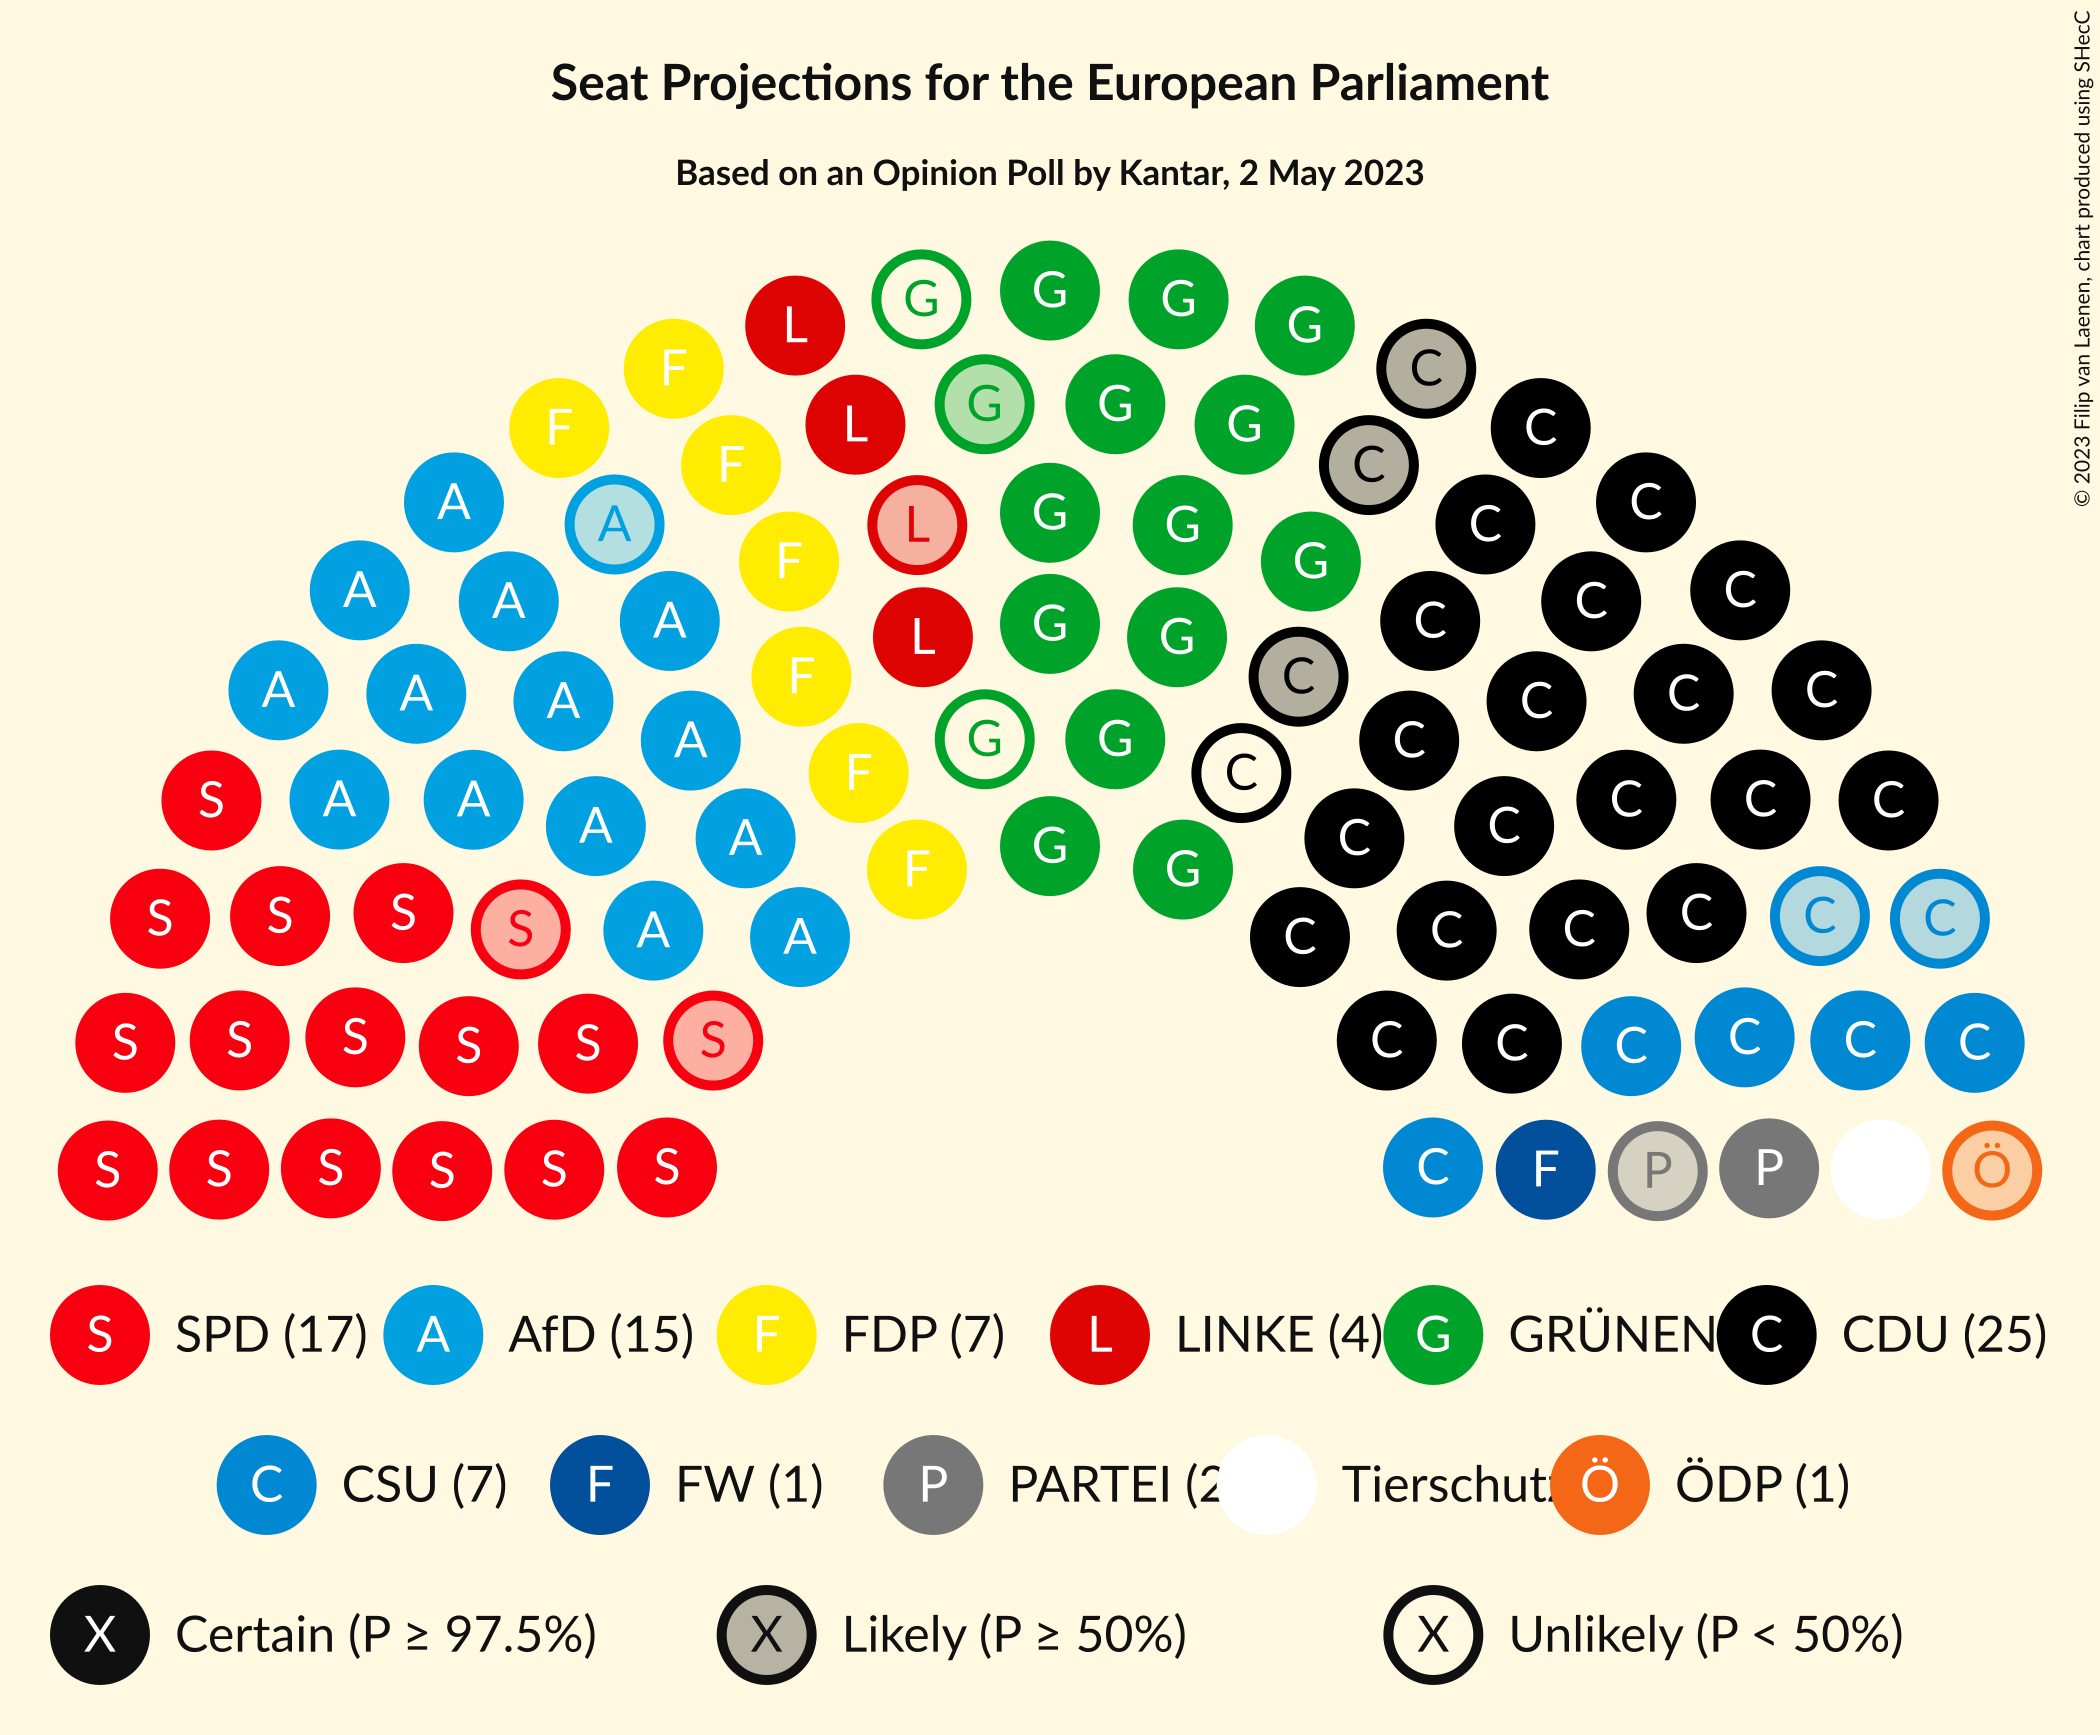 Seat Projections for the European Parliament
Based on an Opinion Poll by Kantar, 2 May 2023
© 2023 Filip van Laenen, chart produced using SHecC
G
L G G G
F C
G G
F L G C
F G C
A F A L G G C C
F G C
A A A L G G C C C
A F C
A A A G G C C C C
A F C
S A A A A G G C C C C C
F
S S S S A A G G C C C C C C
S S S S S S C C C C C C
S S S S S S C F P P Ö
S SPD (17) A AfD (15) F FDP (7) L LINKE (4) G GRÜNEN C CDU (25)
C CSU (7) F FW (1) P PARTEI (2 Tierschutz Ö ÖDP (1)
X Certain (P ≥ 97.5%) X Likely (P ≥ 50%) X Unlikely (P < 50%)